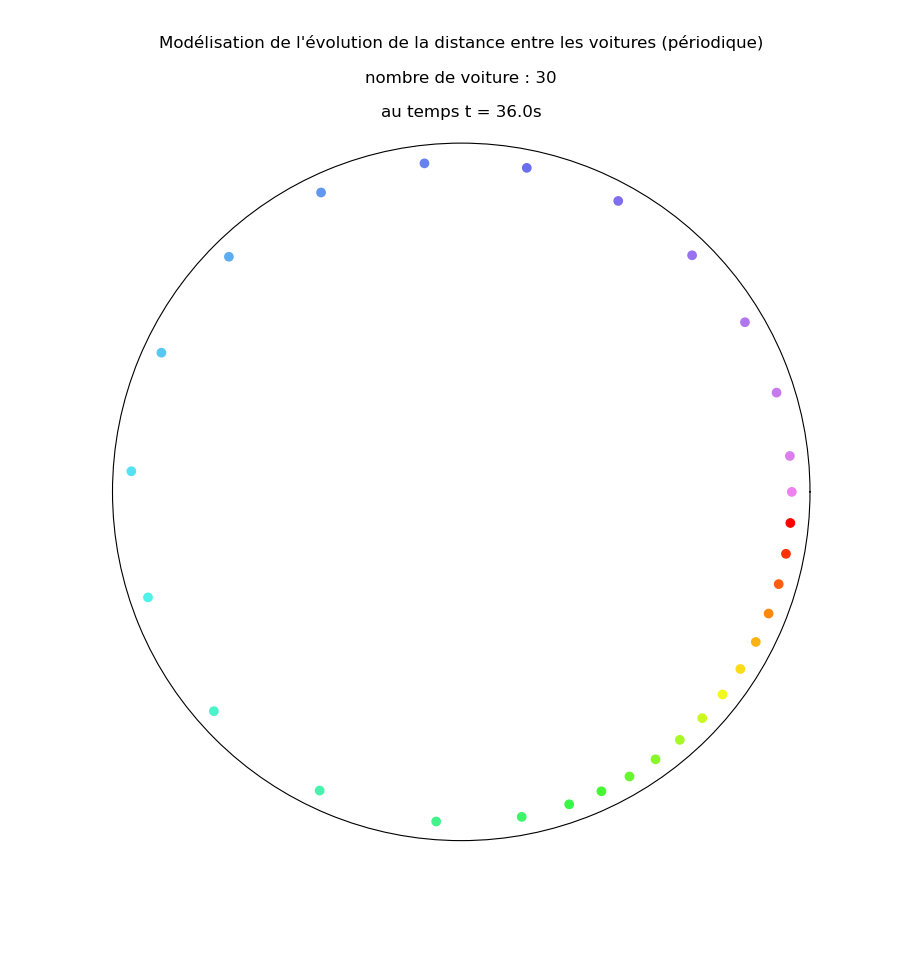 Modélisation de l'évolution de la distance entre les voitures (périodique)
nombre de voiture : 30
au temps t = 36.0s